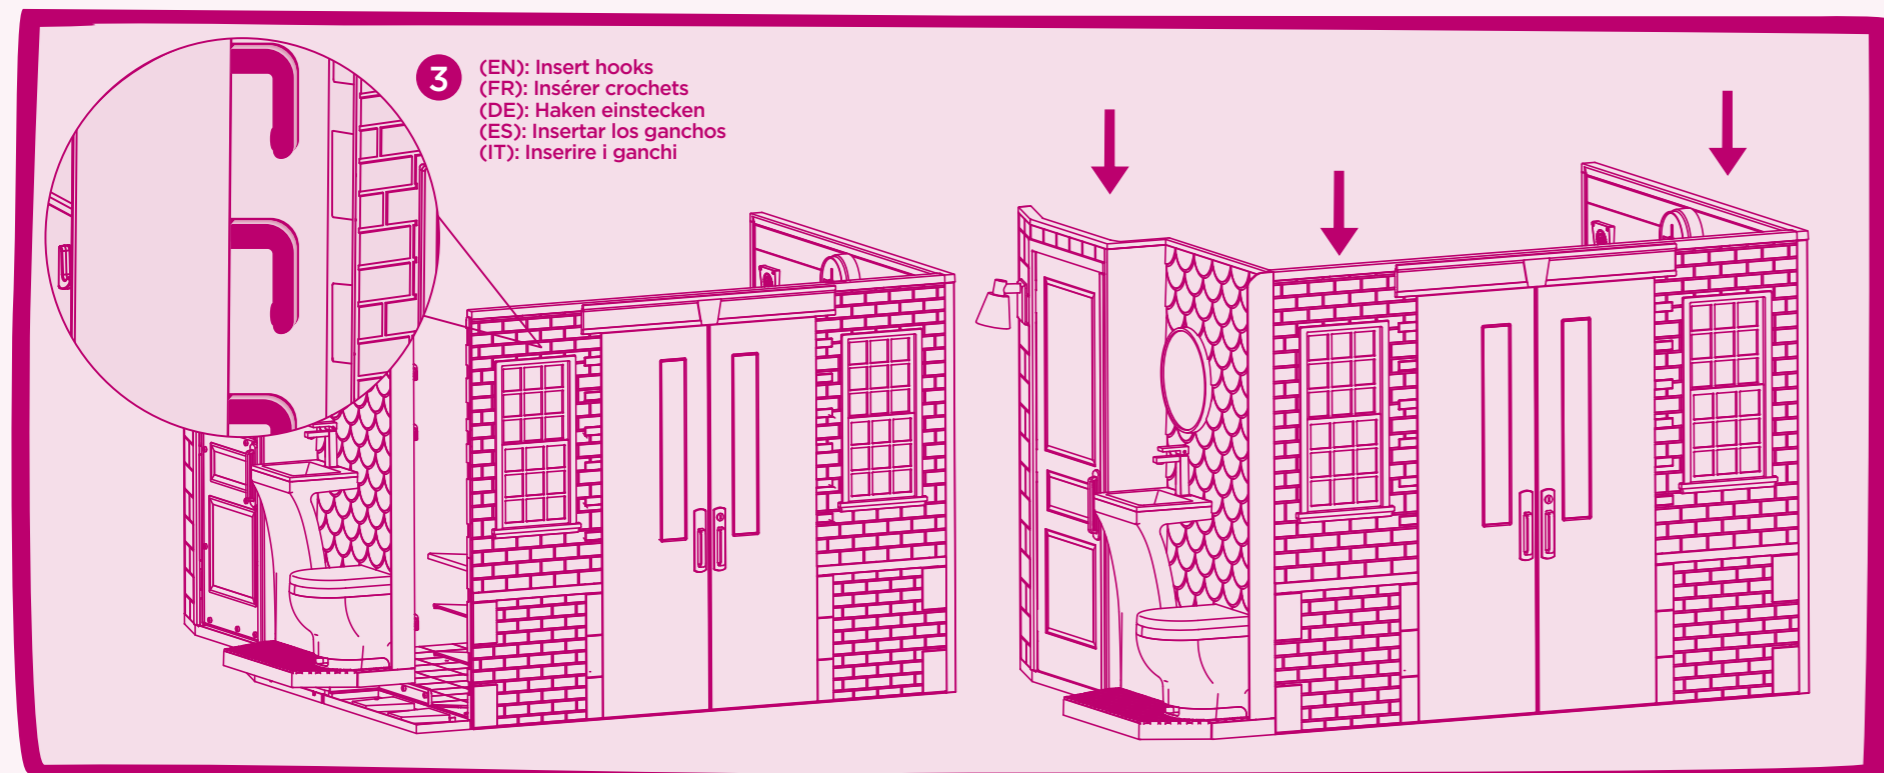 3
(EN): Insert hooks
(FR): Insérer crochets
(DE): Haken einstecken
(ES): Insertar los ganchos
(IT): Inserire i ganchi